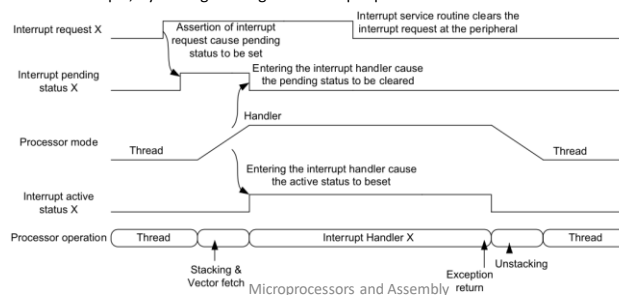 Interrupt request X
Assertion of interrupt
request cause pending
status to be set
Interrupt service routine clears the
interrupt request at the peripheral
Interrupt pending
status X
Entering the interrupt handler cause
the pending status to be cleared
Handler
Processor mode
Thread
Thread
Entering the interrupt handler cause
the active status to beset
Interrupt active
status X
Processor operation
Thread
Interrupt Handler X
Thread
Stacking &
Vector fetch
Exception
return
Unstacking
Microprocessors and Assembly